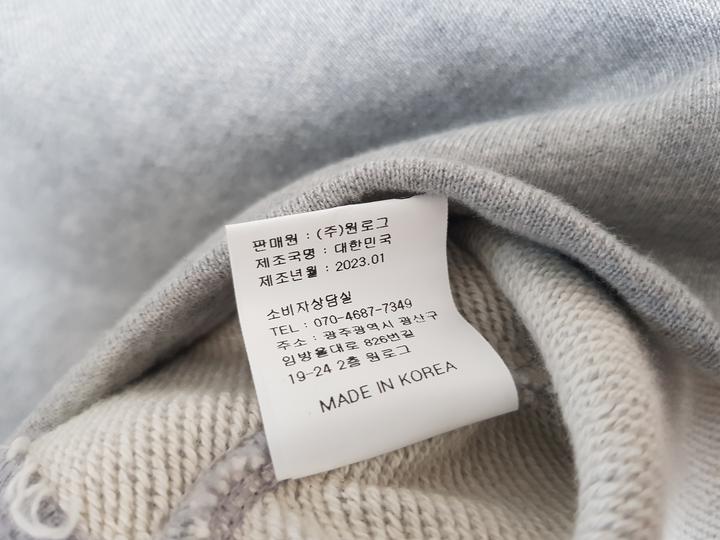 판매원 : (주)원로그
제조국명 : 대한민국
제조년월 : 2023.01
소비자상담실
TEL : 070-4687-7349
주소 : 광주광역시 광산구
임방울대로 826번길
19-24 2층 원로그
MADE IN KOREA